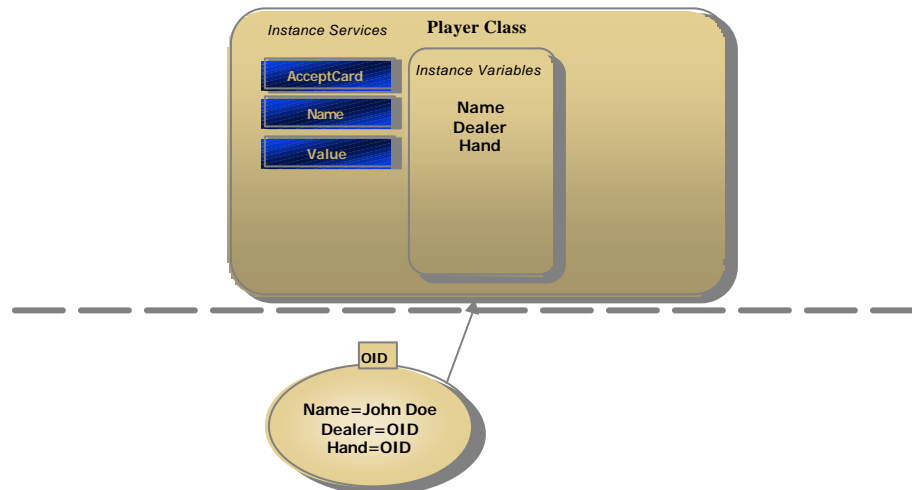 Player Class
Instance Services
AcceptCard
Name
Value
Instance Variables
Name
Dealer
Hand
OID
Name=John Doe
Dealer=OID
Hand=OID